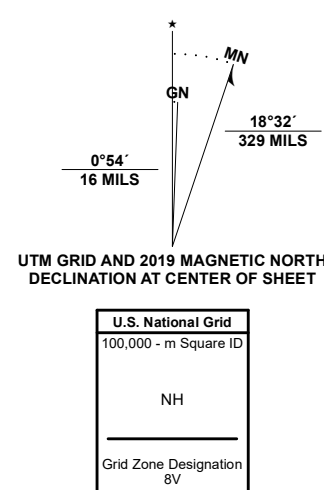 ★
MN
GN
18°32´
329 MILS
0°54´
16 MILS
UTM GRID AND 2019 MAGNETIC NORTH
DECLINATION AT CENTER OF SHEET
U.S. National Grid
100,000 - m Square ID
NH
Grid Zone Designation
8V